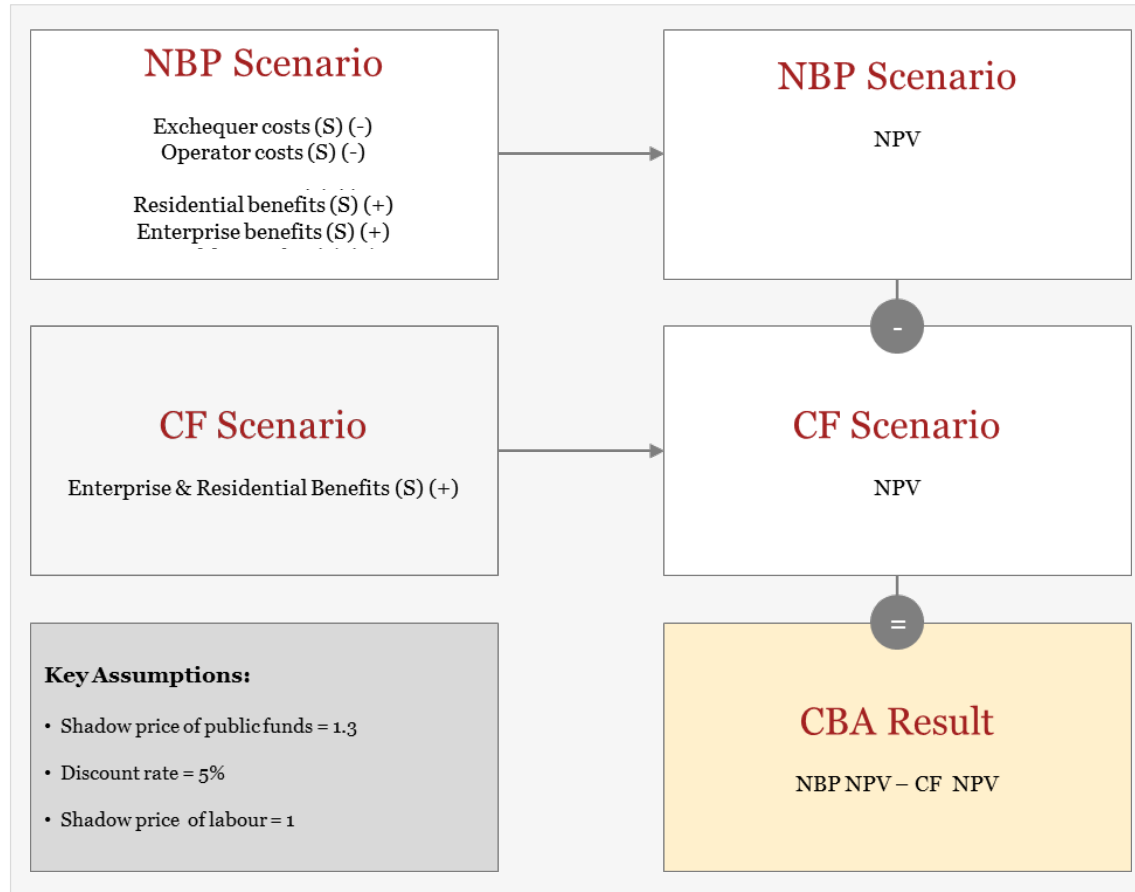 NBP Scenario
Exchequer costs (S) (-)
Operator costs (S) (-)
Residential benefits (S) (+)
Enterprise benefits (S) (+)
NBP Scenario
NPV
-
CF Scenario
Enterprise & Residential Benefits (S) (+)
CF Scenario
NPV
=
Key Assumptions:
• Shadow price of public funds = 1.3
• Discount rate = 5%
• Shadow price of labour = 1
CBA Result
NBP NPV – CF NPV